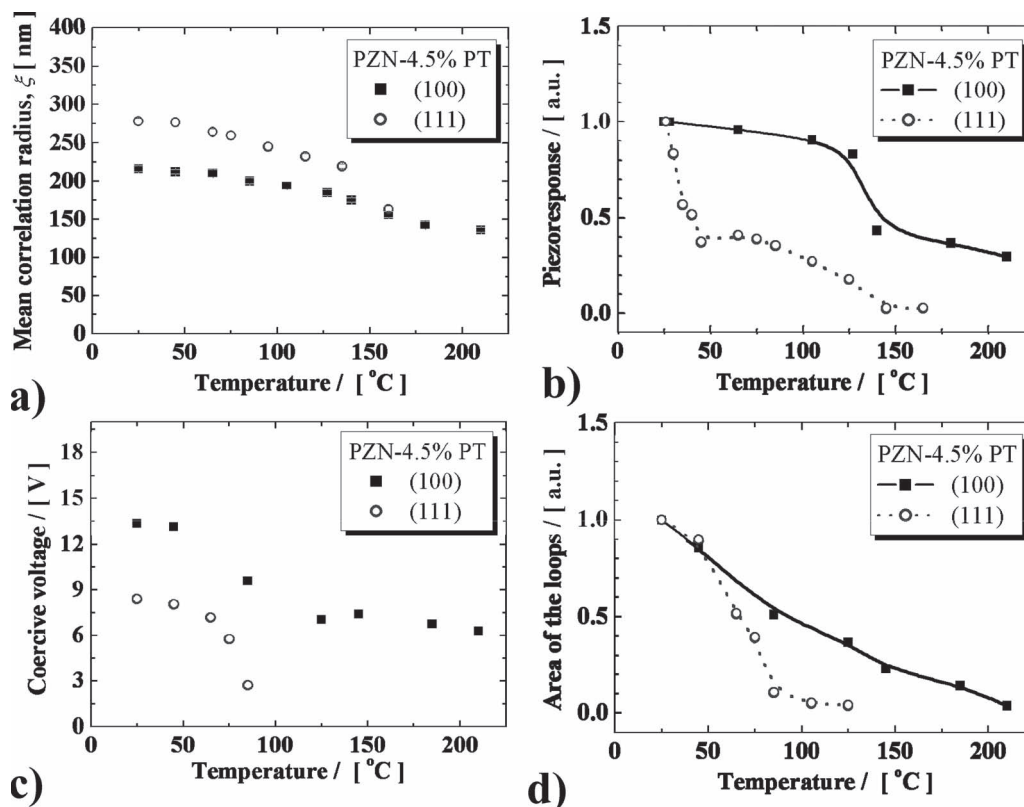 400
350
300
250
200
150
100
50
0
Mean correlation radius, ξ [ nm]
PZN-4.5% PT
(100)
(111)
0 50 100 150 200
Temperature / [ °C ]
a)
1.5
1.0
0.5
0.0
Piezoresponse / [ a.u. ]
PZN-4.5% PT
(100)
(111)
0 50 100 150 200
Temperature / [ °C ]
b)
18
15
12
9
6
3
0
Coercive voltage / [ V ]
PZN-4.5% PT
(100)
(111)
0 50 100 150 200
Temperature / [ °C ]
c)
1.5
1.0
0.5
0.0
Area of the loops / [ a.u. ]
PZN-4.5% PT
(100)
(111)
0 50 100 150 200
Temperature / [ °C ]
d)